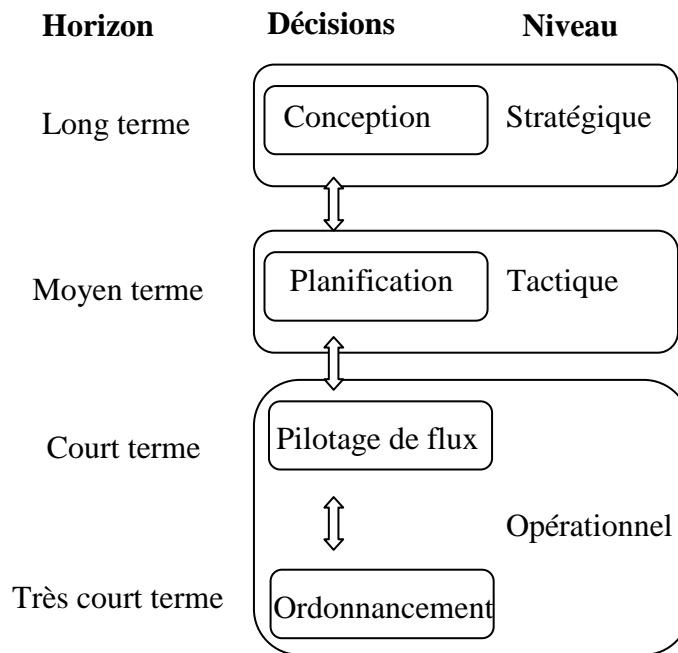 Horizon Décisions Niveau
Long terme Conception Stratégique
Moyen terme Planification Tactique
Court terme Pilotage de flux
Opérationnel
Très court terme Ordonnancement